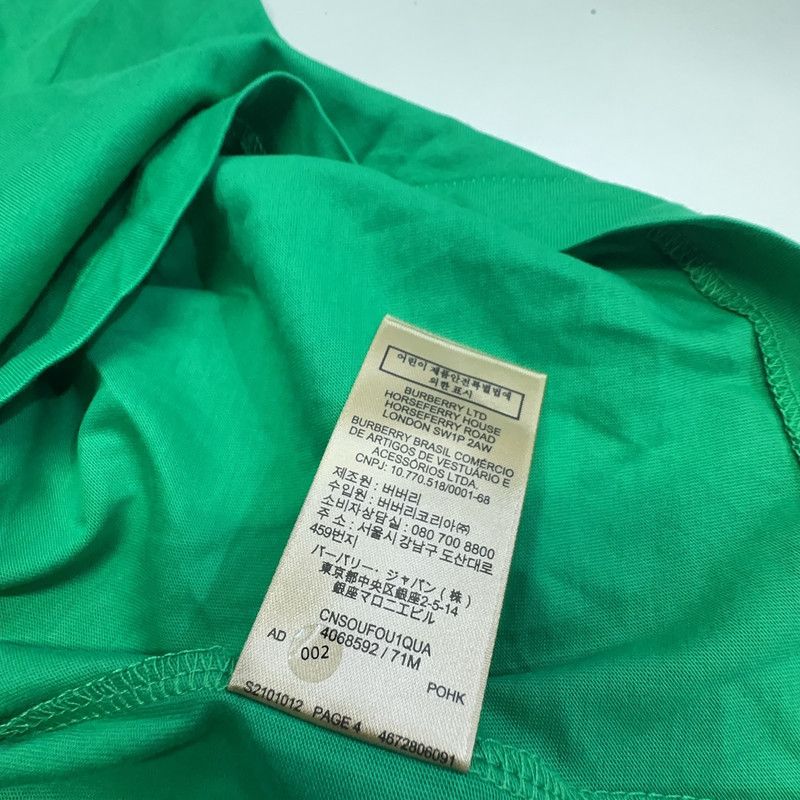 어린이 제품안전특별법에
의한 표시
BURBERRY LTD
HORSEFERRY HOUSE
HORSEFERRY ROAD
LONDON SW1P 2AW
BURBERRY BRASIL COMÉRCIO
DE ARTIGOS DE VESTUÁRIO E
ACESSÓRIOS LTDA.
CNPJ: 10.770.518/0001-68
제조원 : 버버리
수입원 : 버버리코리아㈜
소비자상담실 : 080 700 8800
주 소 : 서울시 강남구 도산대로
459번지
バーバリー・ジャパン（株）
東京都中央区銀座2-5-14
銀座マロニエビル
CNSOUFOU1QUA
4068592 / 71M
AD 002
POHK
S2101012 PAGE 4 4672806091